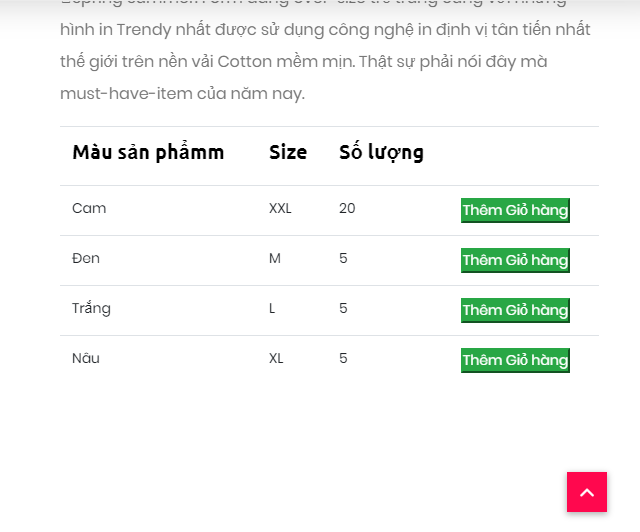 hình in Trendy nhất được sử dụng công nghệ in định vị tân tiến nhất
thế giới trên nền vải Cotton mềm mịn. Thật sự phải nói đây mà
must-have-item của năm nay.
Màu sản phẩmm Size Số lượng
Cam XXL 20 Thêm Giỏ hàng
Đen M 5 Thêm Giỏ hàng
Trắng L 5 Thêm Giỏ hàng
Nâu XL 5 Thêm Giỏ hàng